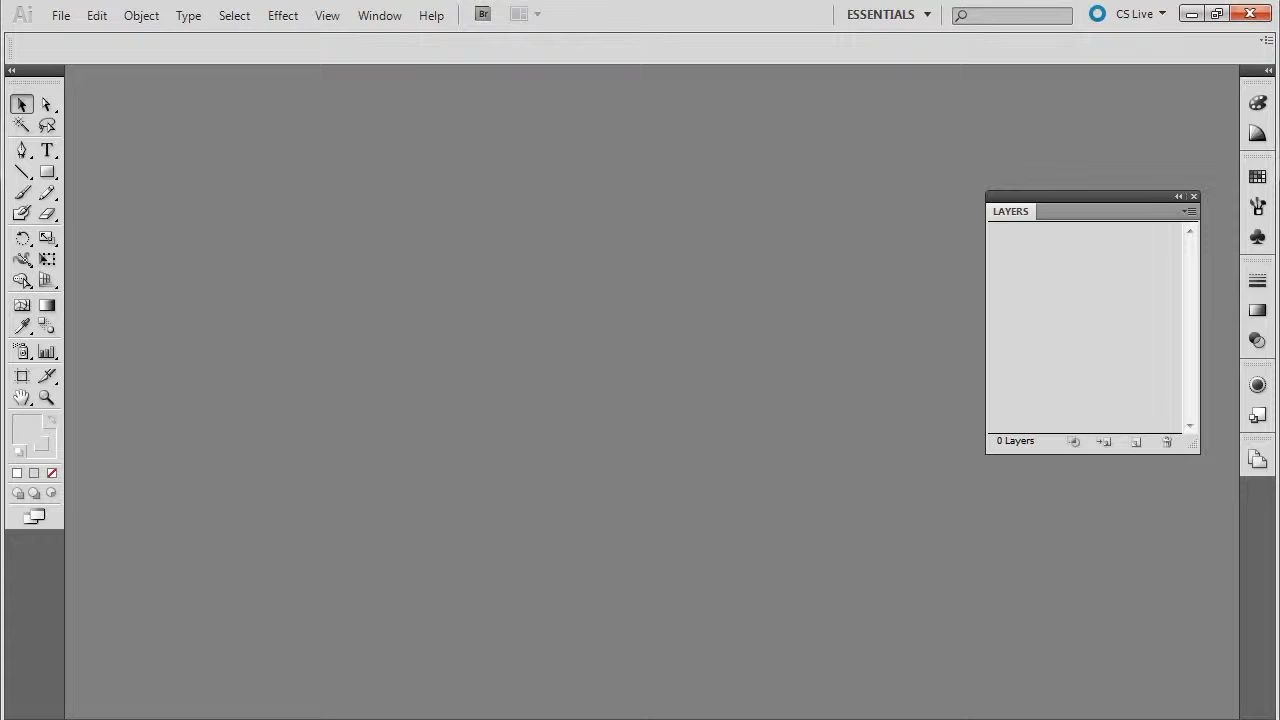 Ai File Edit Object Type Select Effect View Window Help Br ESSENTIALS CS Live
T
LAYERS
0 Layers